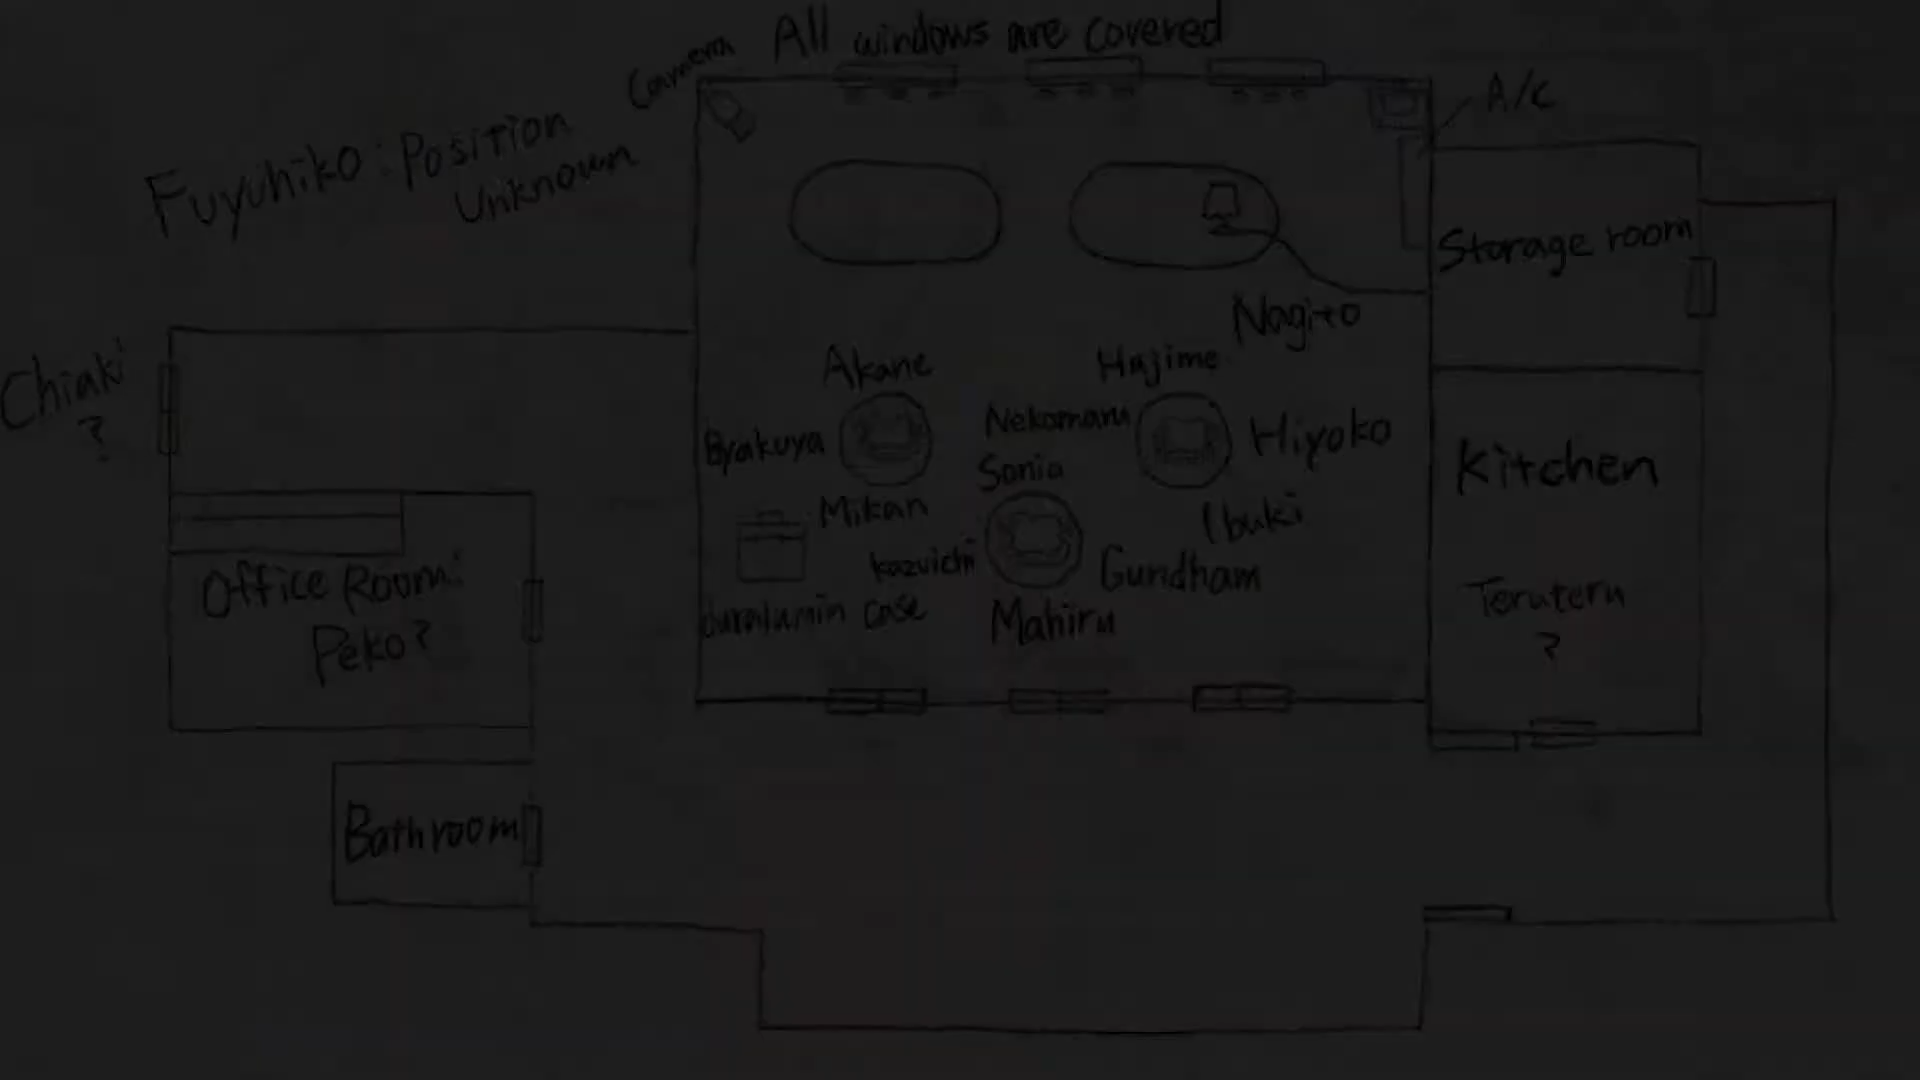 All windows are covered
Camera
A/C
Fuyuhiko: Position
Unknown
Storage room
Nagito
Chiaki
?
Akane
Hajime
Nekomaru
Byakuya
Hiyoko
Sonia
Kitchen
Mikan
Ibuki
Kazuichi
Gundham
Office Room:
Peko?
duralumin case
Mahiru
Teruteru
?
Bathroom